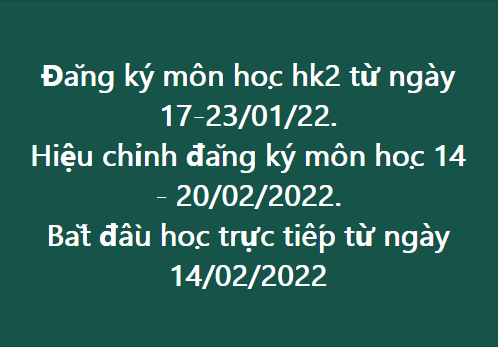 Đăng ký môn học hk2 từ ngày
17-23/01/22.
Hiệu chỉnh đăng ký môn học 14
- 20/02/2022.
Bắt đầu học trực tiếp từ ngày
14/02/2022